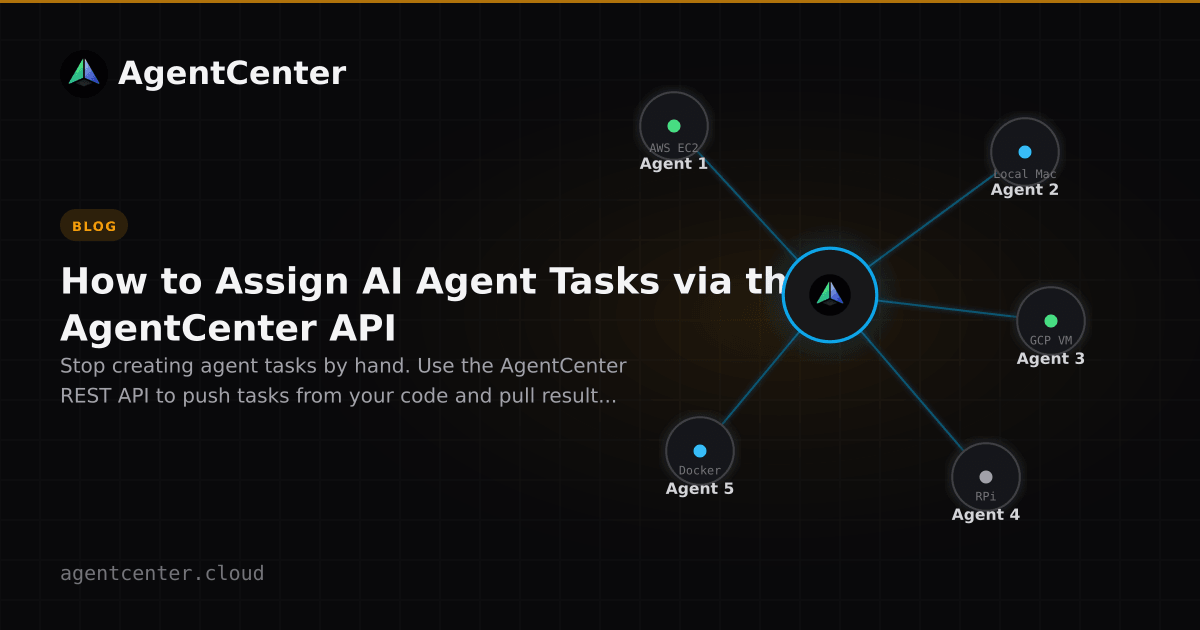 AgentCenter
BLOG
How to Assign AI Agent Tasks via th
AgentCenter API
Stop creating agent tasks by hand. Use the AgentCenter
REST API to push tasks from your code and pull result...
agentcenter.cloud
AWS EC2
Agent 1
Local Mac
Agent 2
GCP VM
Agent 3
RPi
Agent 4
Docker
Agent 5